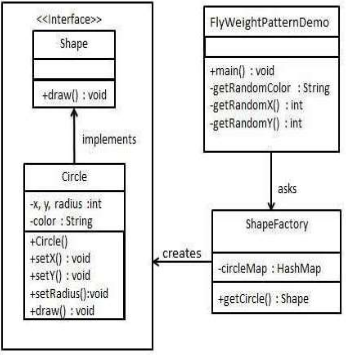 <<Interface>>
Shape
+draw() : void
implements
Circle
-x, y, radius :int
-color : String
+Circle()
+setX() : void
+setY() : void
+setRadius():void
+draw() : void
FlyWeightPatternDemo
+main() : void
-getRandomColor : String
-getRandomX() : int
-getRandomY() : int
asks
ShapeFactory
-circleMap : HashMap
+getCircle() : Shape
creates